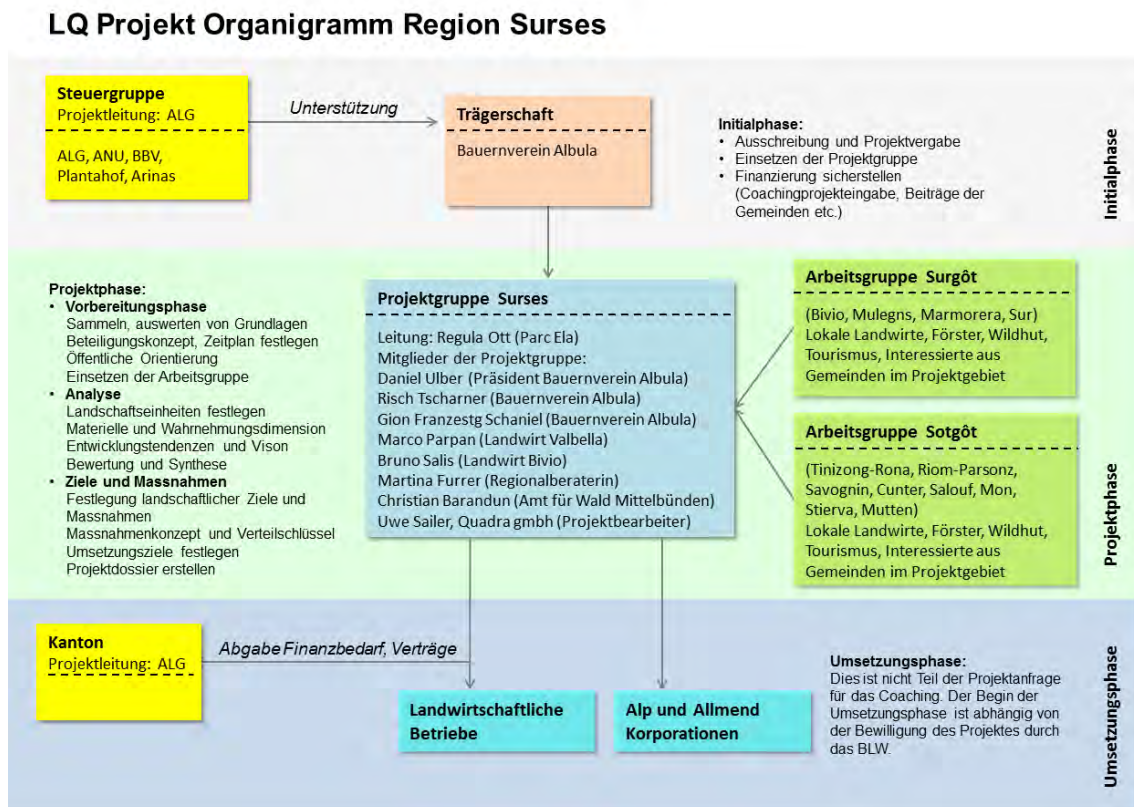 LQ Projekt Organigramm Region Surses
Steuergruppe
Projektleitung: ALG
ALG, ANU, BBV,
Plantahof, Arinas
Unterstützung
Trägerschaft
Bauernverein Albula
Initialphase:
• Ausschreibung und Projektvergabe
• Einsetzen der Projektgruppe
• Finanzierung sicherstellen
(Coachingprojekteingabe, Beiträge der
Gemeinden etc.)
Initialphase
Projektphase:
• Vorbereitungsphase
Sammeln, auswerten von Grundlagen
Beteiligungskonzept, Zeitplan festlegen
Öffentliche Orientierung
Einsetzen der Arbeitsgruppe
• Analyse
Landschaftseinheiten festlegen
Materielle und Wahrnehmungsdimension
Entwicklungstendenzen und Vison
Bewertung und Synthese
• Ziele und Massnahmen
Festlegung landschaftlicher Ziele und
Massnahmen
Massnahmenkonzept und Verteilschlüssel
Umsetzungsziele festlegen
Projektdossier erstellen
Projektgruppe Surses
Leitung: Regula Ott (Parc Ela)
Mitglieder der Projektgruppe:
Daniel Ulber (Präsident Bauernverein Albula)
Risch Tscharner (Bauernverein Albula)
Gion Franzestg Schaniel (Bauernverein Albula)
Marco Parpan (Landwirt Valbella)
Bruno Salis (Landwirt Bivio)
Martina Furrer (Regionalberaterin)
Christian Barandun (Amt für Wald Mittelbünden)
Uwe Sailer, Quadra gmbh (Projektbearbeiter)
Arbeitsgruppe Surgôt
(Bivio, Mulegns, Marmorera, Sur)
Lokale Landwirte, Förster, Wildhut,
Tourismus, Interessierte aus
Gemeinden im Projektgebiet
Arbeitsgruppe Sotgôt
(Tinizong-Rona, Riom-Parsonz,
Savognin, Cunter, Salouf, Mon,
Stierva, Mutten)
Lokale Landwirte, Förster, Wildhut,
Tourismus, Interessierte aus
Gemeinden im Projektgebiet
Projektphase
Kanton
Projektleitung: ALG
Abgabe Finanzbedarf, Verträge
Landwirtschaftliche
Betriebe
Alp und Allmend
Korporationen
Umsetzungsphase:
Dies ist nicht Teil der Projektanfrage
für das Coaching. Der Begin der
Umsetzungsphase ist abhängig von
der Bewilligung des Projektes durch
das BLW.
Umsetzungsphase